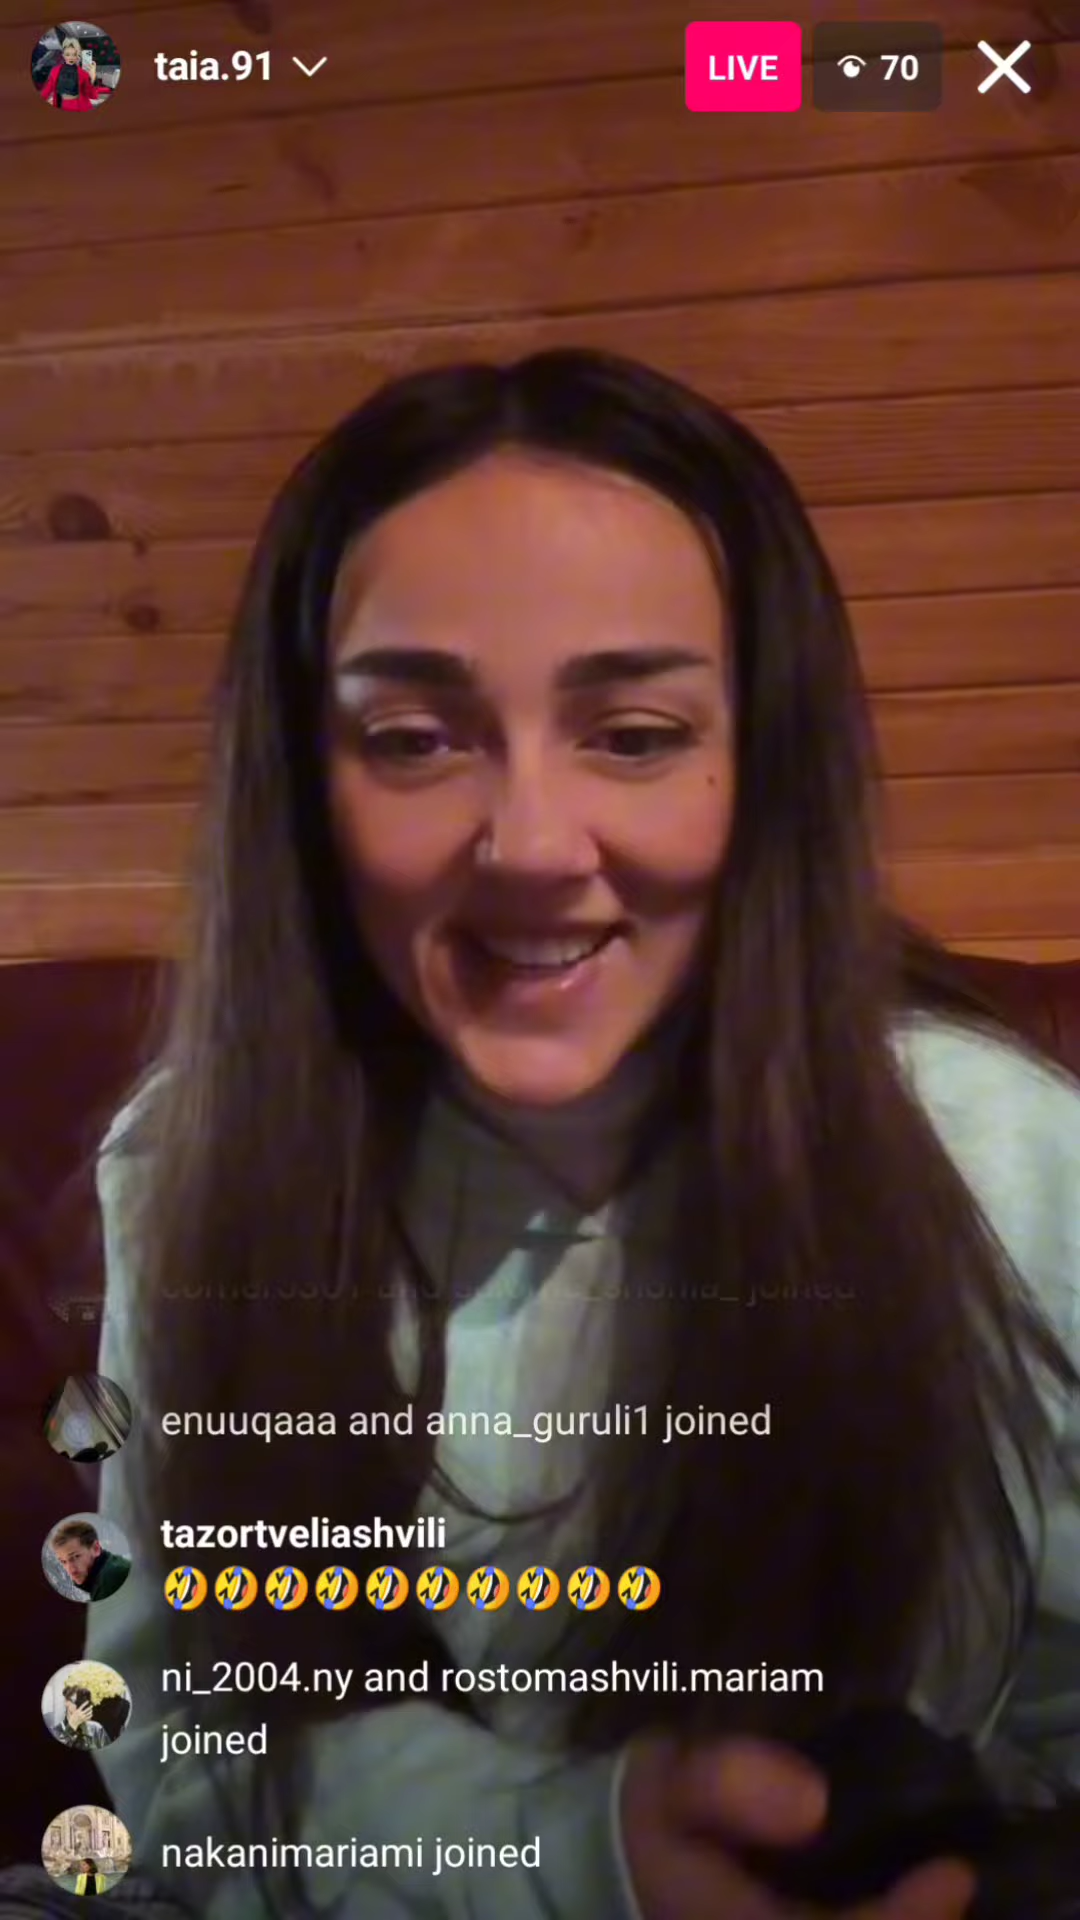 taia.91
LIVE
70
enuuqaaa and anna_guruli1 joined
tazortveliashvili
🤣🤣🤣🤣🤣🤣🤣🤣🤣🤣
ni_2004.ny and rostomashvili.mariam
joined
nakanimariami joined